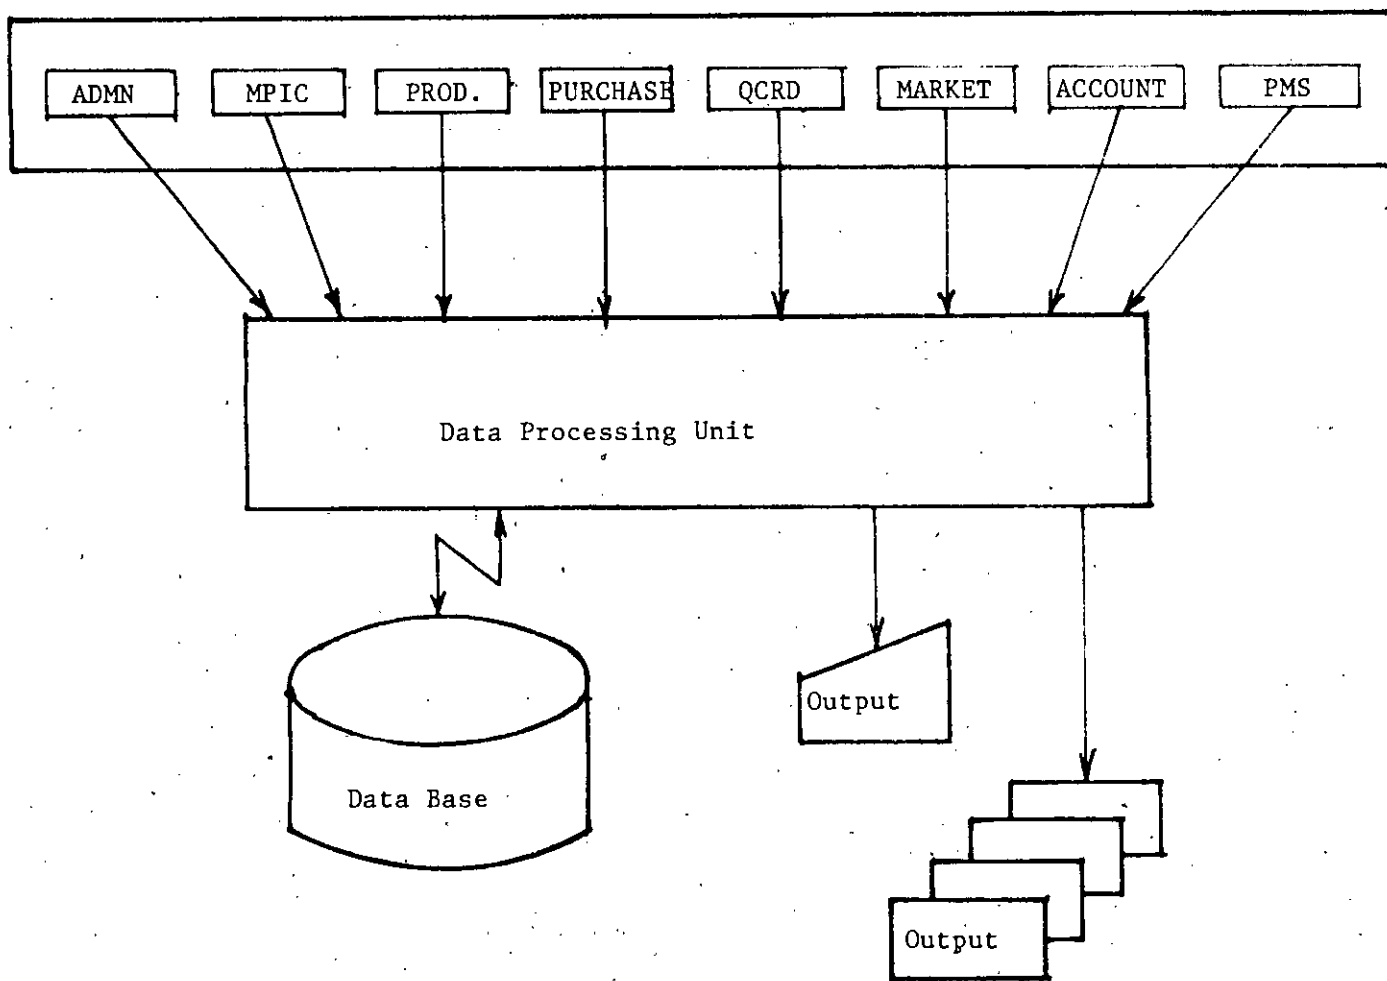 ADMN MPIC PROD. PURCHASE QCRD MARKET ACCOUNT PMS
Data Processing Unit
Output
Data Base
Output